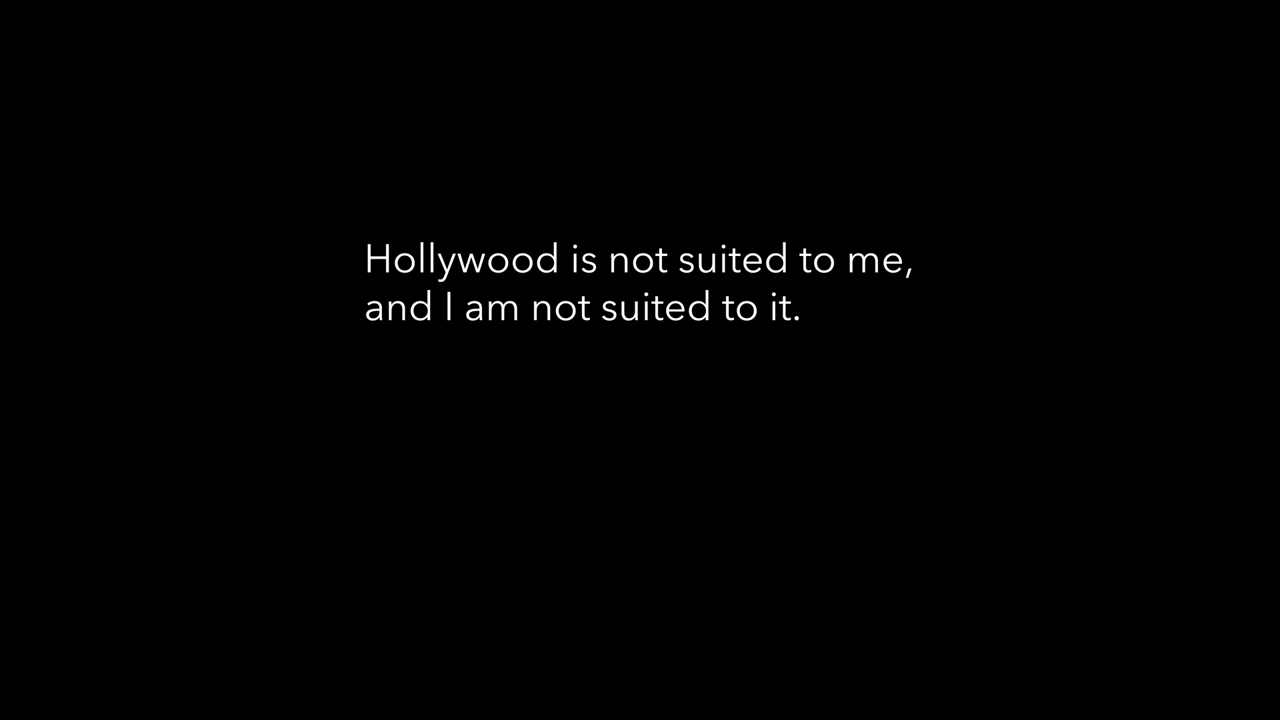 Hollywood is not suited to me,
and I am not suited to it.